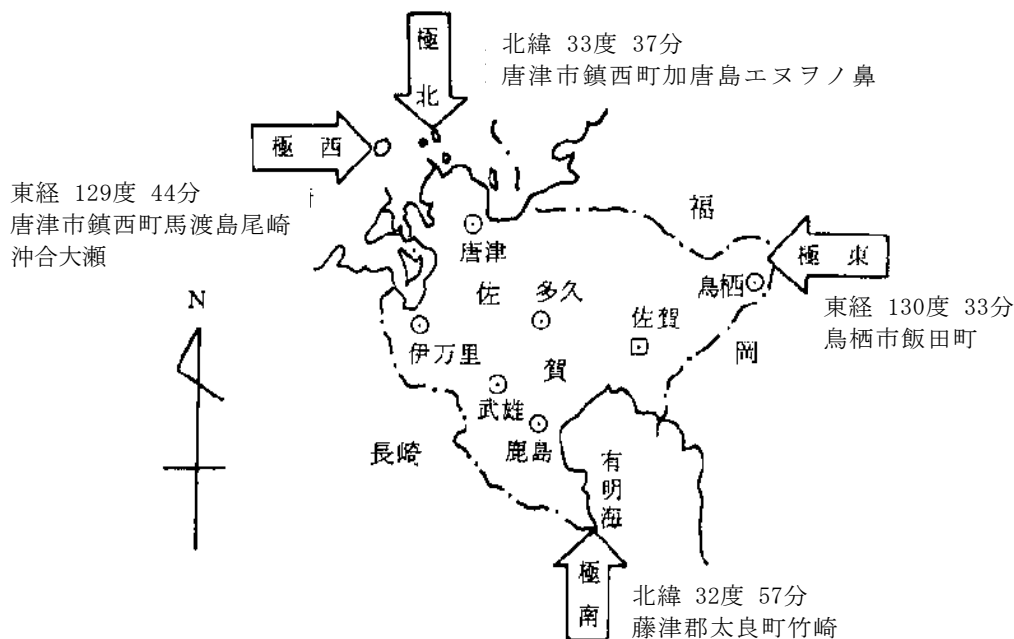 極北
北緯 33度 37分
唐津市鎮西町加唐島エヌヲノ鼻
極西
東経 129度 44分
唐津市鎮西町馬渡島尾崎
沖合大瀬
福
唐津
極東
鳥栖
東経 130度 33分
鳥栖市飯田町
N
佐
多久
佐賀
岡
伊万里
賀
武雄
長崎
鹿島
有明海
極南
北緯 32度 57分
藤津郡太良町竹崎